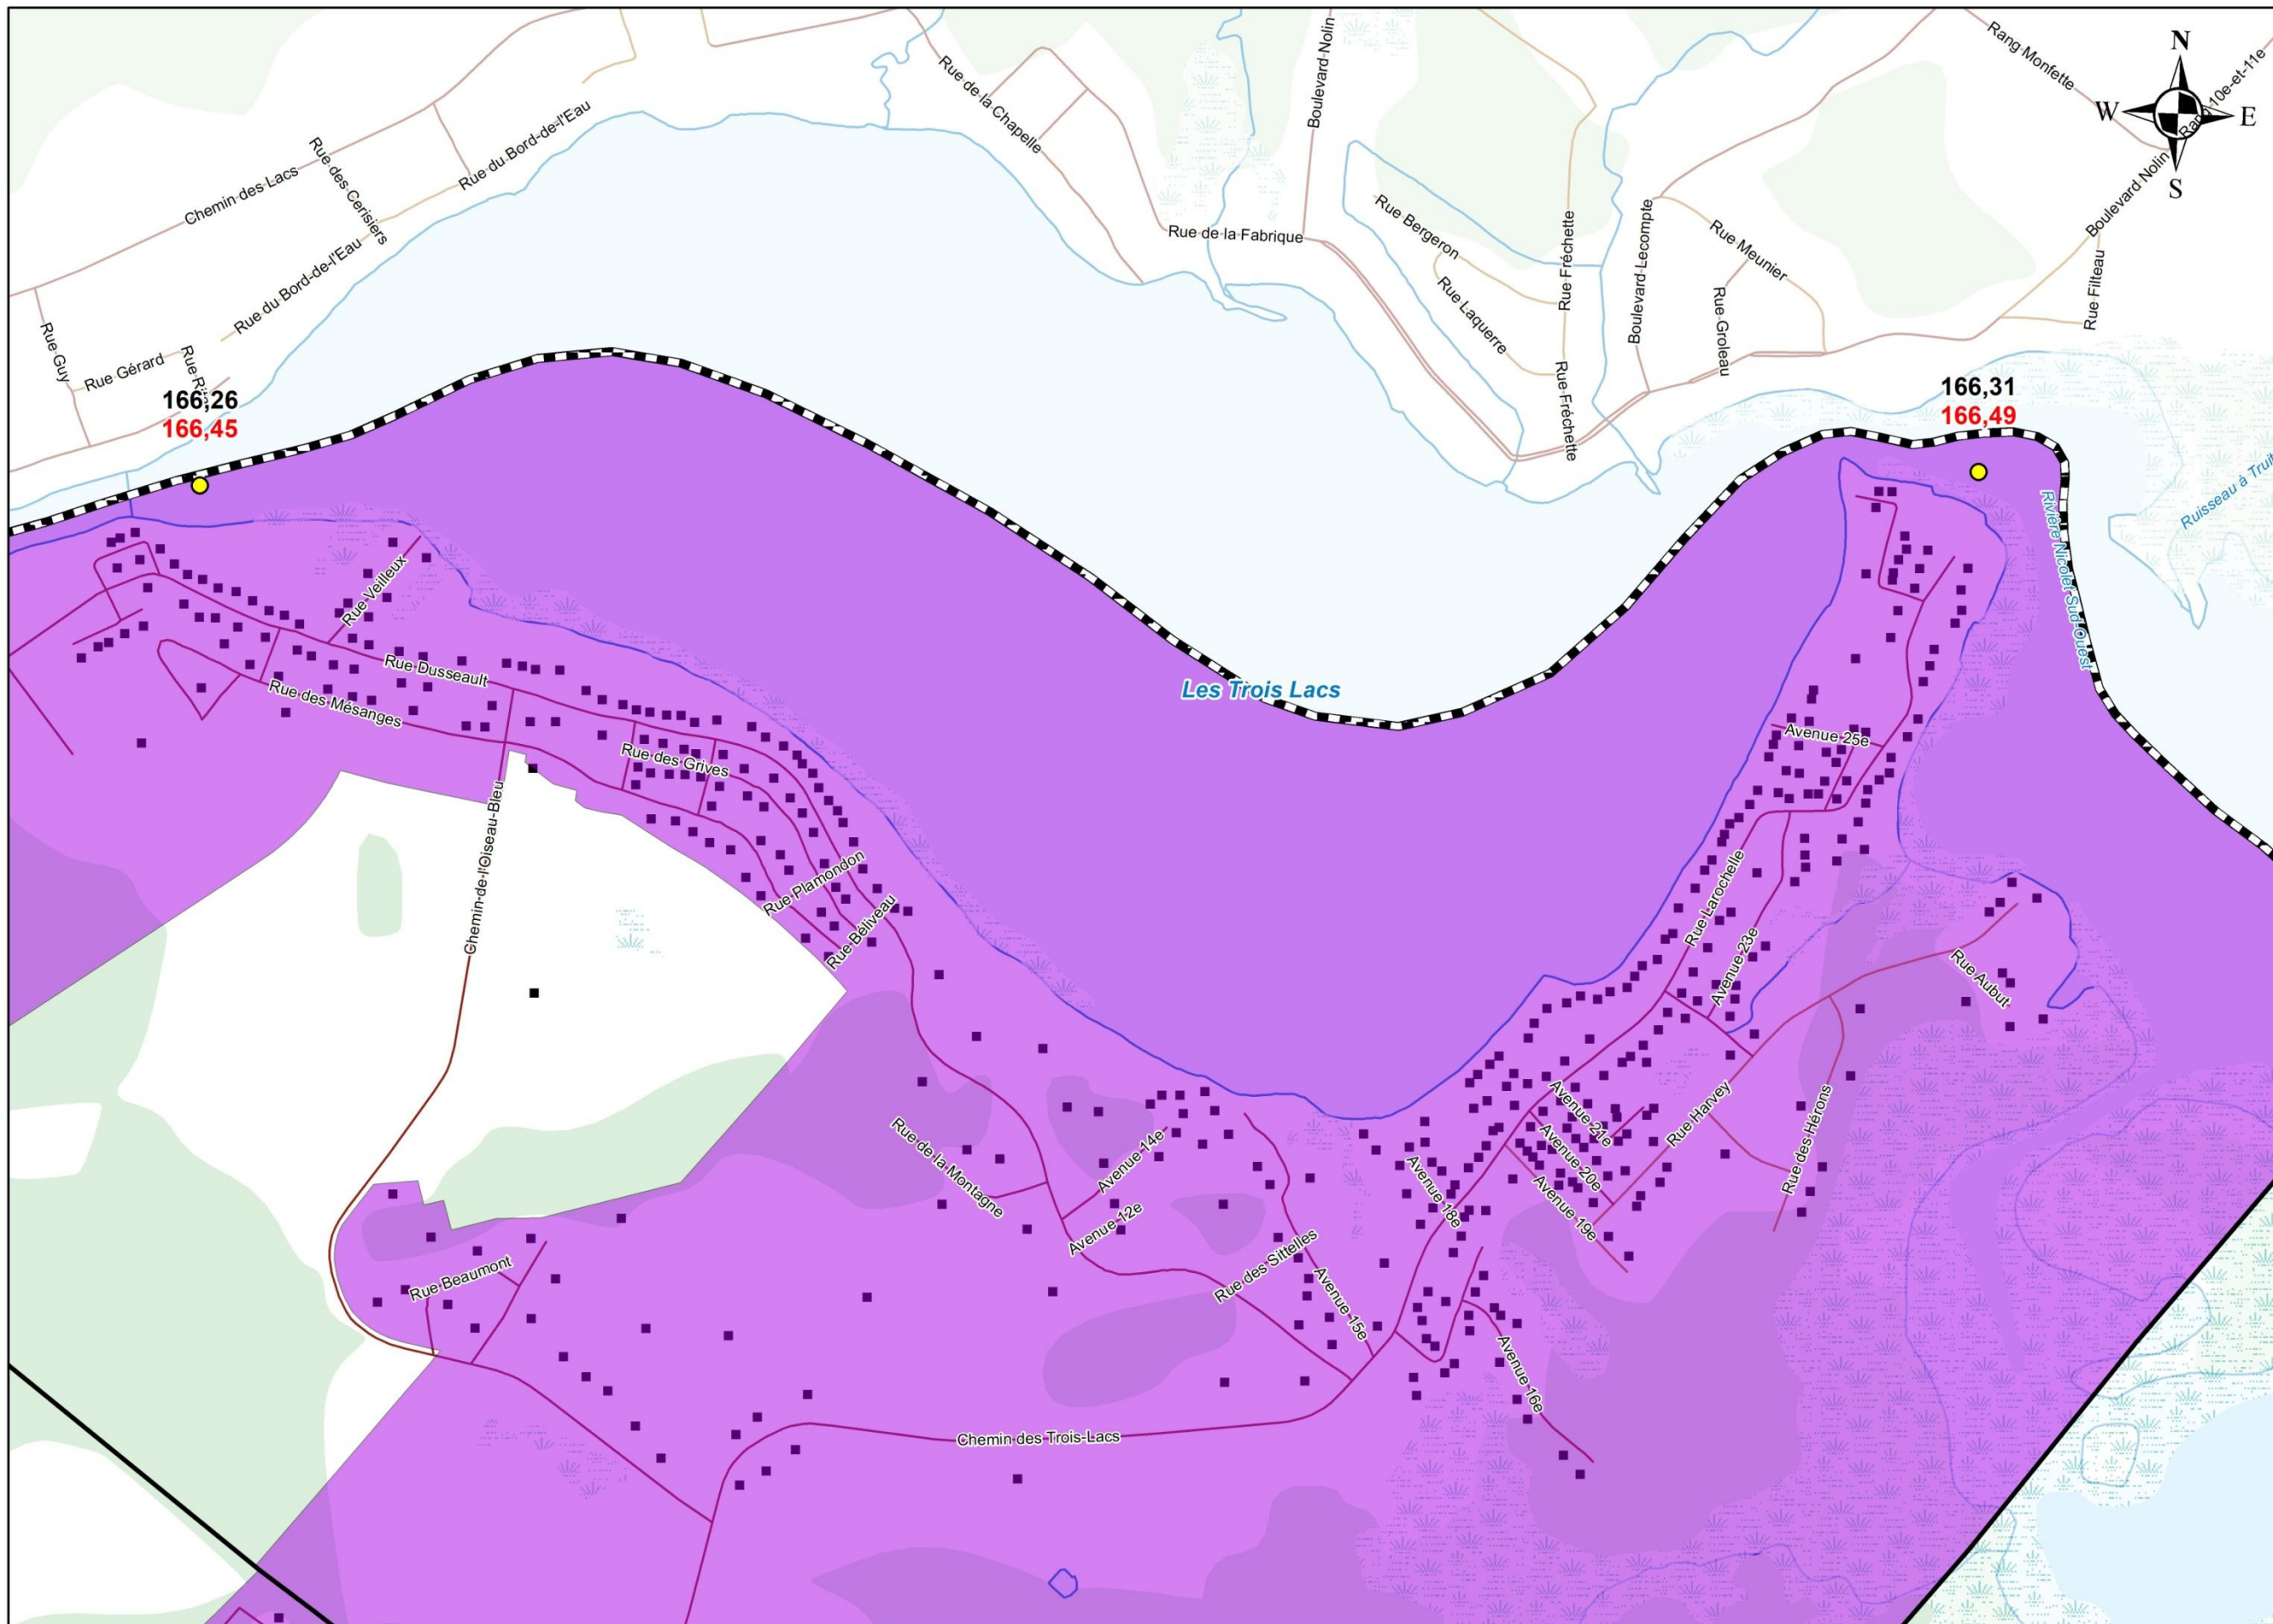 Rang-Monfette
N
Rang-10e-et-11e
W
E
S
Boulevard-Nolin
Rue-de-la-Chapelle
Rue-du-Bord-de-l'Eau
Rue-des-Cerisiers
Chemin-des-Lacs
Boulevard Nolin
Rue Bergeron
Rue Fréchette
Boulevard-Lecompte
Rue Meunier
Rue-de-la Fabrique
Rue du Bord-de-l'Eau
Rue Filteau
Rue Laquerre
Rue-Groleau
Rue-Guy
Rue Gérard
Rue-Fréchette
166,26
166,45
166,31
166,49
Rivière Nicolet Sud-Ouest
Rue Veilleux
Rue Dusseault
Rue des Mésanges
Les Trois Lacs
Avenue 25e
Rue des Grives
Chemin-de-l'Oiseau-Bleu
Rue Plamondon
Rue Béliveau
Rue Larochelle
Avenue 23e
Rue Aubut
Rue de la Montagne
Avenue 14e
Avenue 12e
Avenue 21e
Avenue 20e
Avenue 19e
Avenue 18e
Rue Harvey
Rue des Hérons
Rue Beaumont
Rue des Sittelles
Avenue 15e
Avenue 16e
Chemin des Trois-Lacs